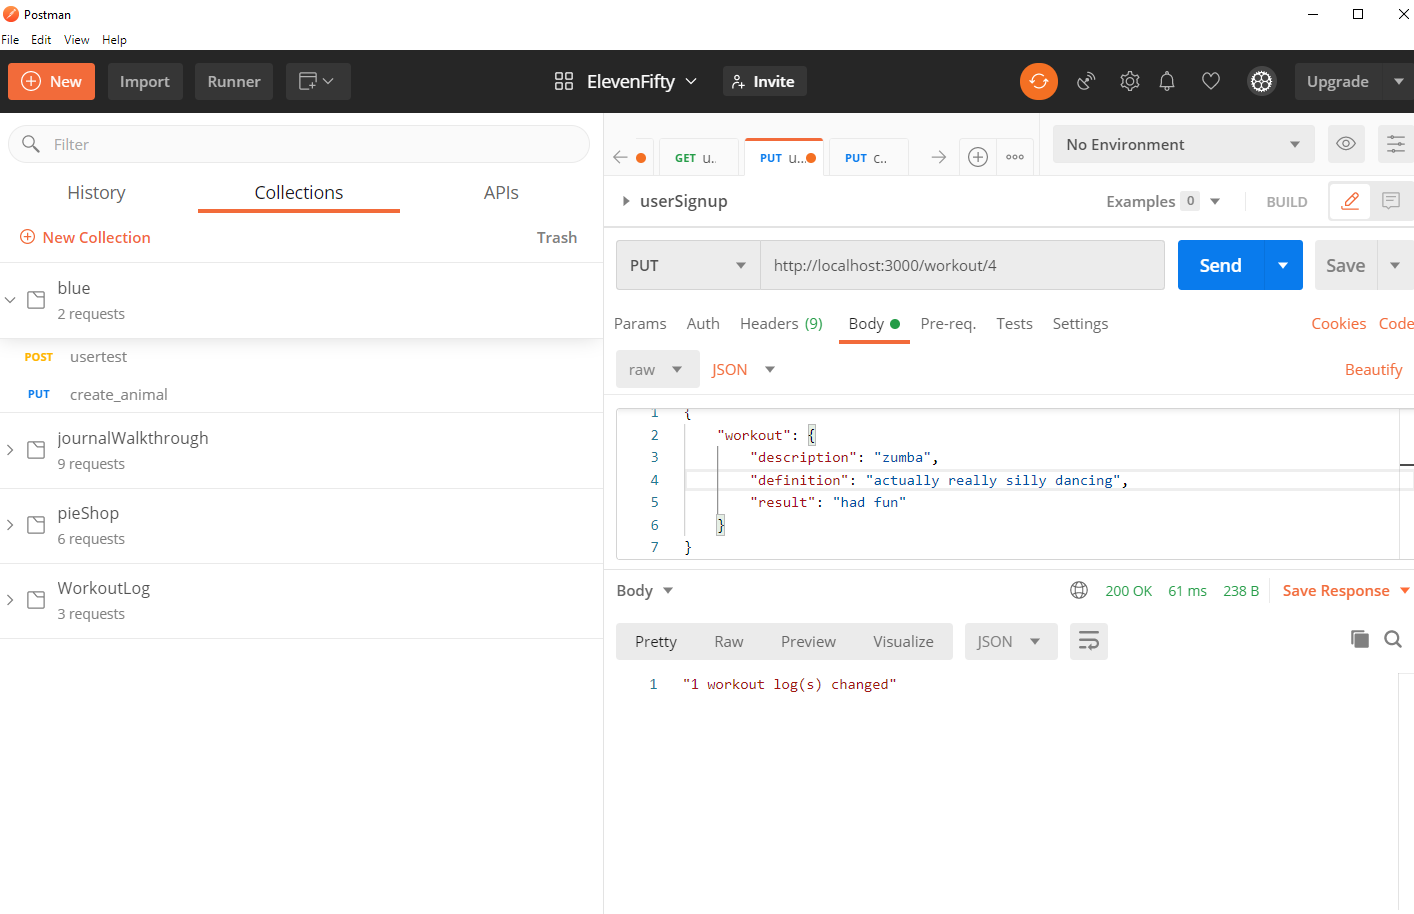 Postman
File Edit View Help
New Import Runner ElevenFifty Invite Upgrade
Filter
History Collections APIs
New Collection Trash
blue
2 requests
POST usertest
PUT create_animal
journalWalkthrough
9 requests
pieShop
6 requests
WorkoutLog
3 requests
GET u.. PUT u... PUT c.. No Environment
userSignup Examples 0 BUILD
PUT http://localhost:3000/workout/4 Send Save
Params Auth Headers (9) Body Pre-req. Tests Settings Cookies Code
raw JSON Beautify
1 {
2 "workout": {
3 "description": "zumba",
4 "definition": "actually really silly dancing",
5 "result": "had fun"
6 }
7 }
Body 200 OK 61 ms 238 B Save Response
Pretty Raw Preview Visualize JSON
1 "1 workout log(s) changed"